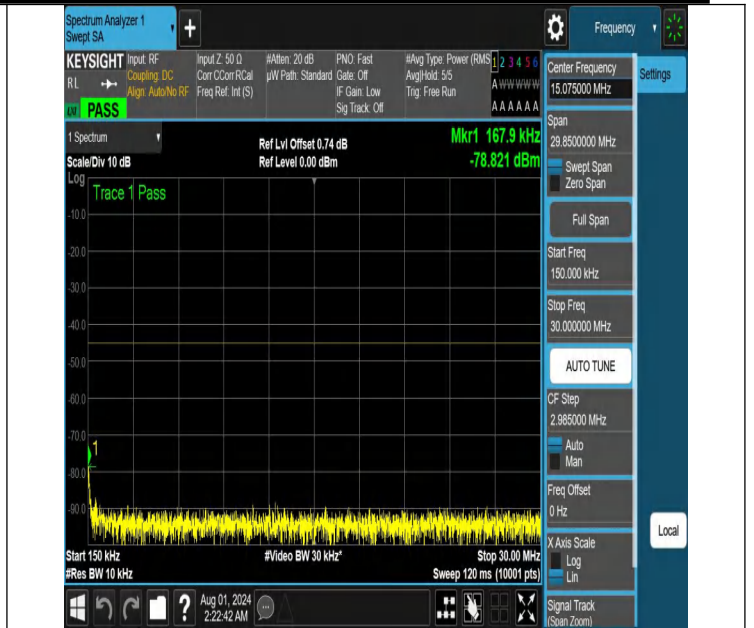 Spectrum Analyzer 1
Swept SA
+
Frequency
KEYSIGHT
RL
PASS
Input: RF
Coupling: DC
Align: Auto/No RF
Input Z: 50 Ω
Corr CCorr RCal
Freq Ref: Int (S)
#Atten: 20 dB
µW Path: Standard
PNO: Fast
Gate: Off
IF Gain: Low
Sig Track: Off
#Avg Type: Power (RMS
Avg|Hold: 5/5
Trig: Free Run
1 2 3 4 5 6
A W W W W W
A A A A A A
1 Spectrum
Scale/Div 10 dB
Ref Lvl Offset 0.74 dB
Ref Level 0.00 dBm
Mkr1 167.9 kHz
-78.821 dBm
Log
Trace 1 Pass
-10.0
-20.0
-30.0
-40.0
-50.0
-60.0
-70.0
1
-80.0
-90.0
Start 150 kHz
#Res BW 10 kHz
#Video BW 30 kHz*
Stop 30.00 MHz
Sweep 120 ms (10001 pts)
?
Aug 01, 2024
2:22:42 AM
Center Frequency
15.075000 MHz
Settings
Span
29.8500000 MHz
Swept Span
Zero Span
Full Span
Start Freq
150.000 kHz
Stop Freq
30.000000 MHz
AUTO TUNE
CF Step
2.985000 MHz
Auto
Man
Freq Offset
0 Hz
Local
X Axis Scale
Log
Lin
Signal Track
(Span Zoom)